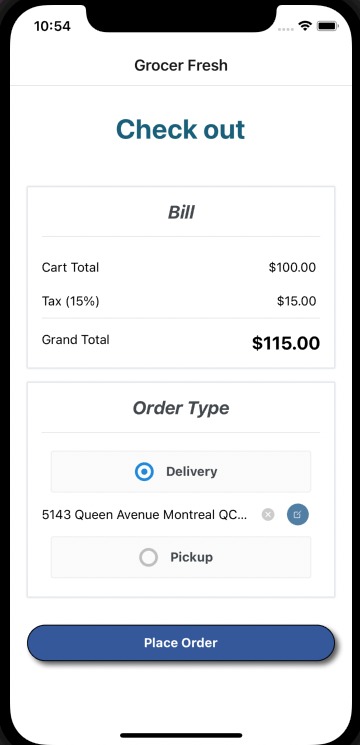 10:54
Grocer Fresh
Check out
Bill
Cart Total $100.00
Tax (15%) $15.00
Grand Total $115.00
Order Type
Delivery
5143 Queen Avenue Montreal QC...
Pickup
Place Order